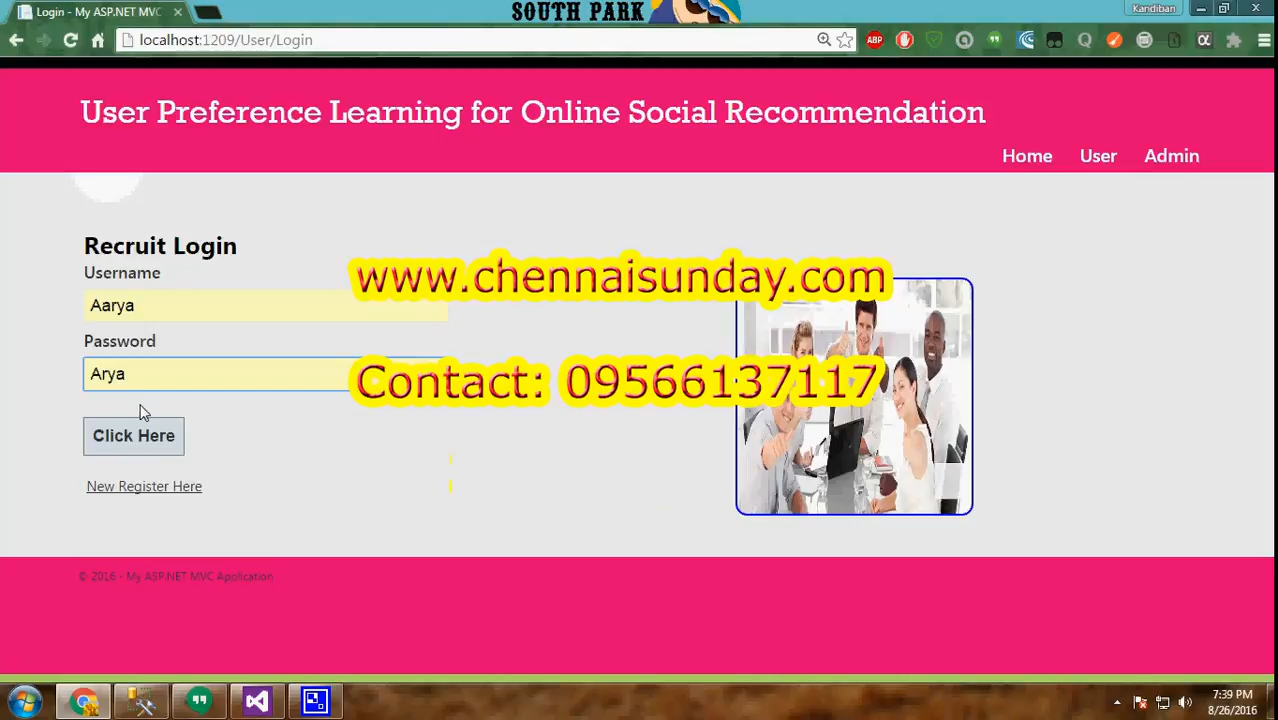 SOUTH PARK
Login - My ASP.NET MVC
Kandiban
localhost:1209/User/Login
ABP
User Preference Learning for Online Social Recommendation
Home User Admin
Recruit Login
Username
Aarya
Password
Arya
Click Here
New Register Here
www.chennaisunday.com
Contact: 09566137117
© 2016 - My ASP.NET MVC Application
7:39 PM
8/26/2016